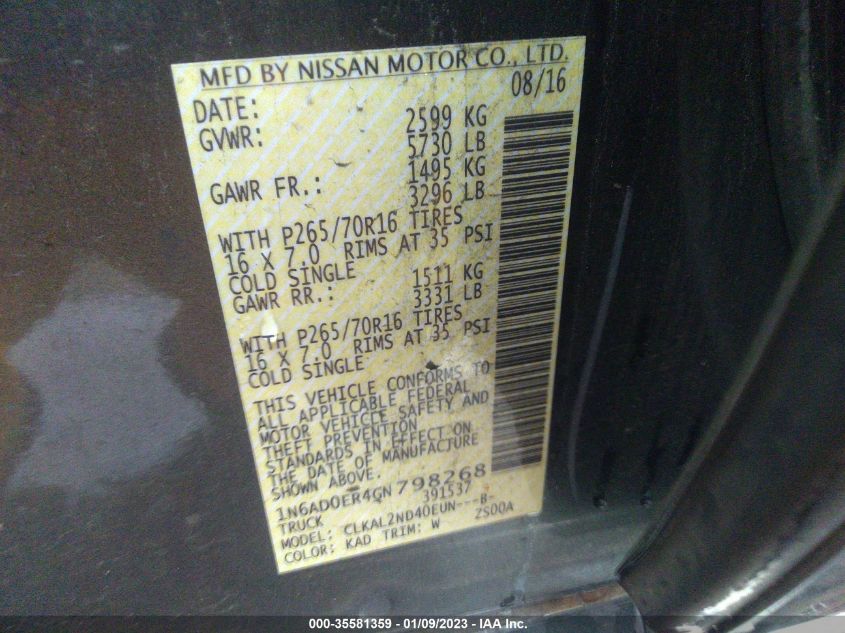 MFD BY NISSAN MOTOR CO., LTD.
DATE: 08/16
GVWR: 2599 KG
5730 LB
GAWR FR.: 1495 KG
3296 LB
WITH P265/70R16 TIRES
16 X 7.0 RIMS AT 35 PSI
COLD SINGLE
GAWR RR.: 1511 KG
3331 LB
WITH P265/70R16 TIRES
16 X 7.0 RIMS AT 35 PSI
COLD SINGLE
THIS VEHICLE CONFORMS TO
ALL APPLICABLE FEDERAL
MOTOR VEHICLE SAFETY AND
THEFT PREVENTION
STANDARDS IN EFFECT ON
THE DATE OF MANUFACTURE
SHOWN ABOVE.
1N6AD0ER4GN798268
TRUCK 391537
MODEL: CLKAL2ND40EUN---B-
COLOR: KAD TRIM: W ZS00A
000-35581359 — 01/09/2023 — IAA Inc.